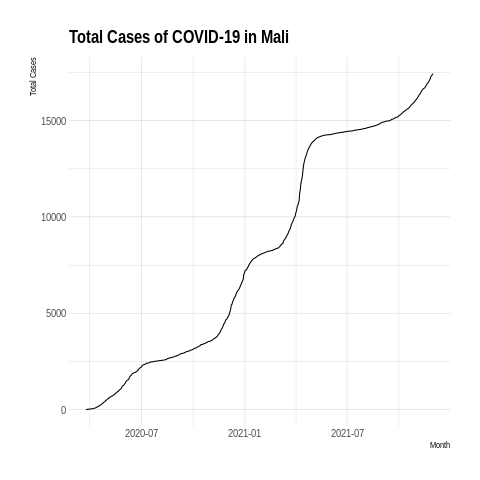 Total Cases of COVID-19 in Mali
Total Cases
15000
10000
5000
0
2020-07
2021-01
2021-07
Month